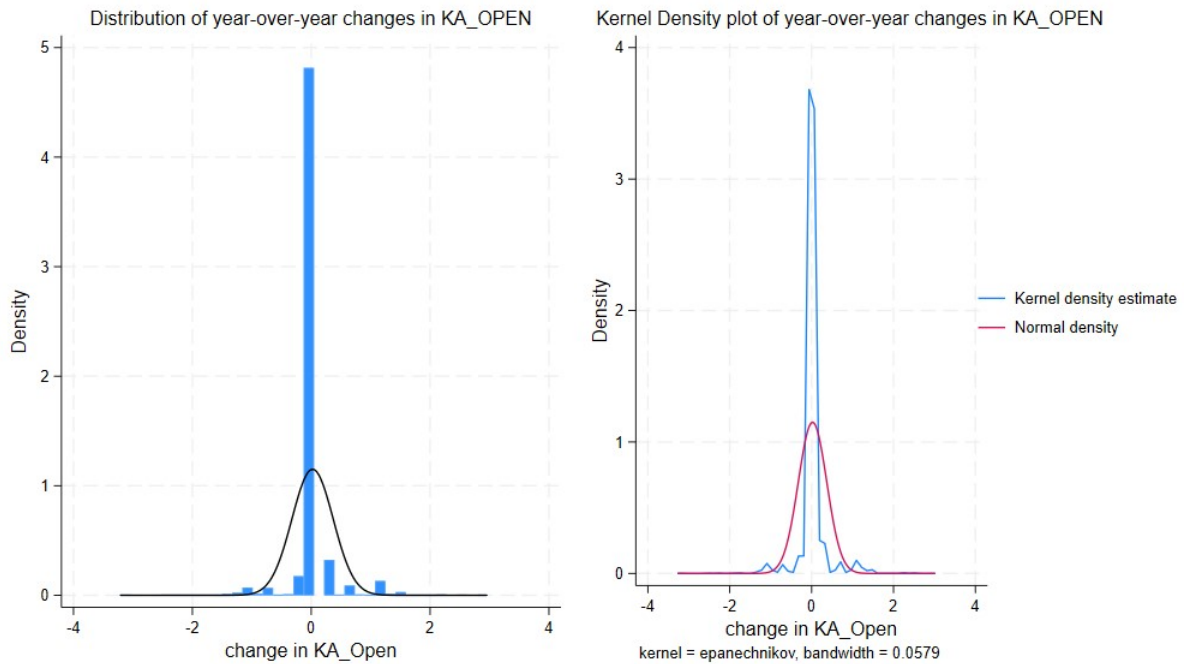 Distribution of year-over-year changes in KA_OPEN
5
4
3
2
1
0
Density
-4
-2
0
2
4
change in KA_Open
Kernel Density plot of year-over-year changes in KA_OPEN
4
3
2
1
0
Density
-4
-2
0
2
4
change in KA_Open
kernel = epanechnikov, bandwidth = 0.0579
Kernel density estimate
Normal density